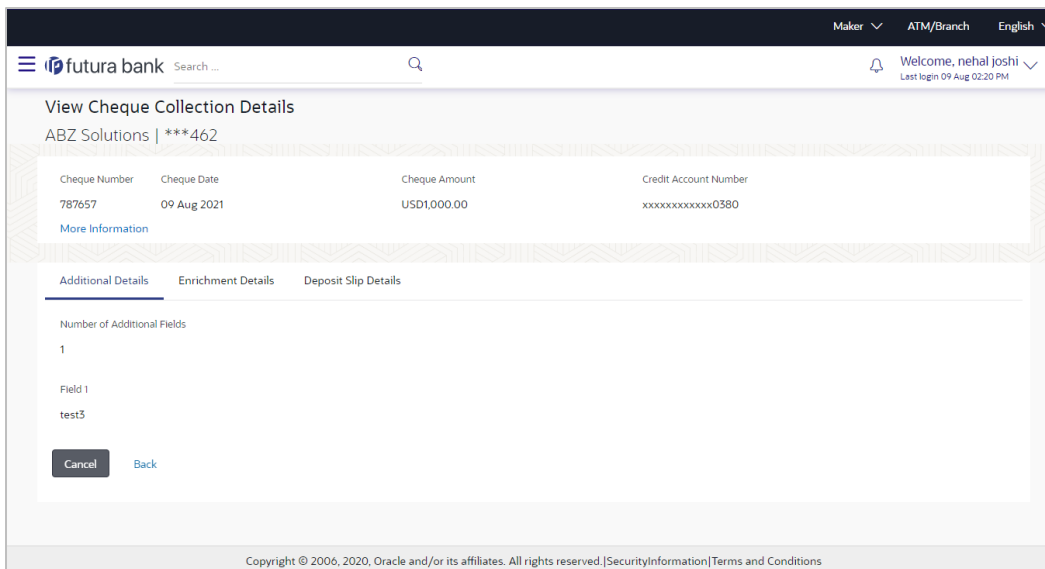 Maker ATM/Branch English
futura bank Search ... Welcome, nehal joshi
Last login 09 Aug 02:20 PM
View Cheque Collection Details
ABZ Solutions | ***462
Cheque Number Cheque Date Cheque Amount Credit Account Number
787657 09 Aug 2021 USD1,000.00 xxxxxxxxxxxx0380
More Information
Additional Details Enrichment Details Deposit Slip Details
Number of Additional Fields
1
Field 1
test3
Cancel Back
Copyright © 2006, 2020, Oracle and/or its affiliates. All rights reserved.|SecurityInformation|Terms and Conditions